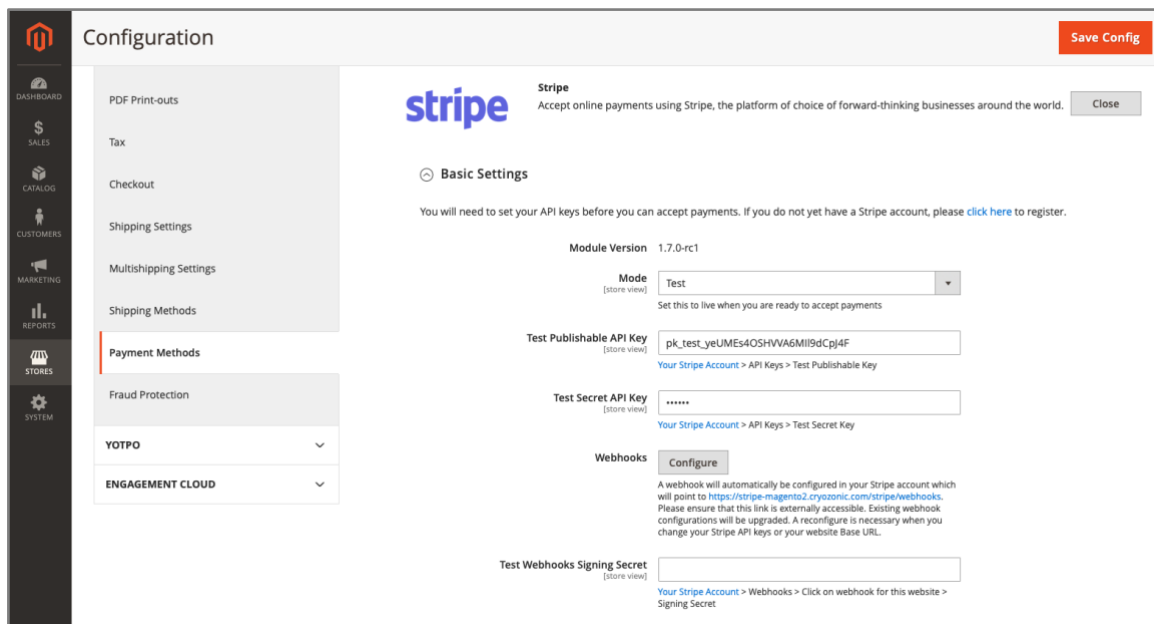 Configuration
Save Config
DASHBOARD
SALES
CATALOG
CUSTOMERS
MARKETING
REPORTS
STORES
SYSTEM
PDF Print-outs
Tax
Checkout
Shipping Settings
Multishipping Settings
Shipping Methods
Payment Methods
Fraud Protection
YOTPO
ENGAGEMENT CLOUD
stripe
Stripe
Accept online payments using Stripe, the platform of choice of forward-thinking businesses around the world.
Close
Basic Settings
You will need to set your API keys before you can accept payments. If you do not yet have a Stripe account, please click here to register.
Module Version 1.7.0-rc1
Mode
[store view]
Test
Set this to live when you are ready to accept payments
Test Publishable API Key
[store view]
pk_test_yeUMEs4OSHVVA6MIl9dCpJ4F
Your Stripe Account > API Keys > Test Publishable Key
Test Secret API Key
[store view]
••••••
Your Stripe Account > API Keys > Test Secret Key
Webhooks
Configure
A webhook will automatically be configured in your Stripe account which
will point to https://stripe-magento2.cryozonic.com/stripe/webhooks.
Please ensure that this link is externally accessible. Existing webhook
configurations will be upgraded. A reconfigure is necessary when you
change your Stripe API keys or your website Base URL.
Test Webhooks Signing Secret
[store view]
Your Stripe Account > Webhooks > Click on webhook for this website >
Signing Secret